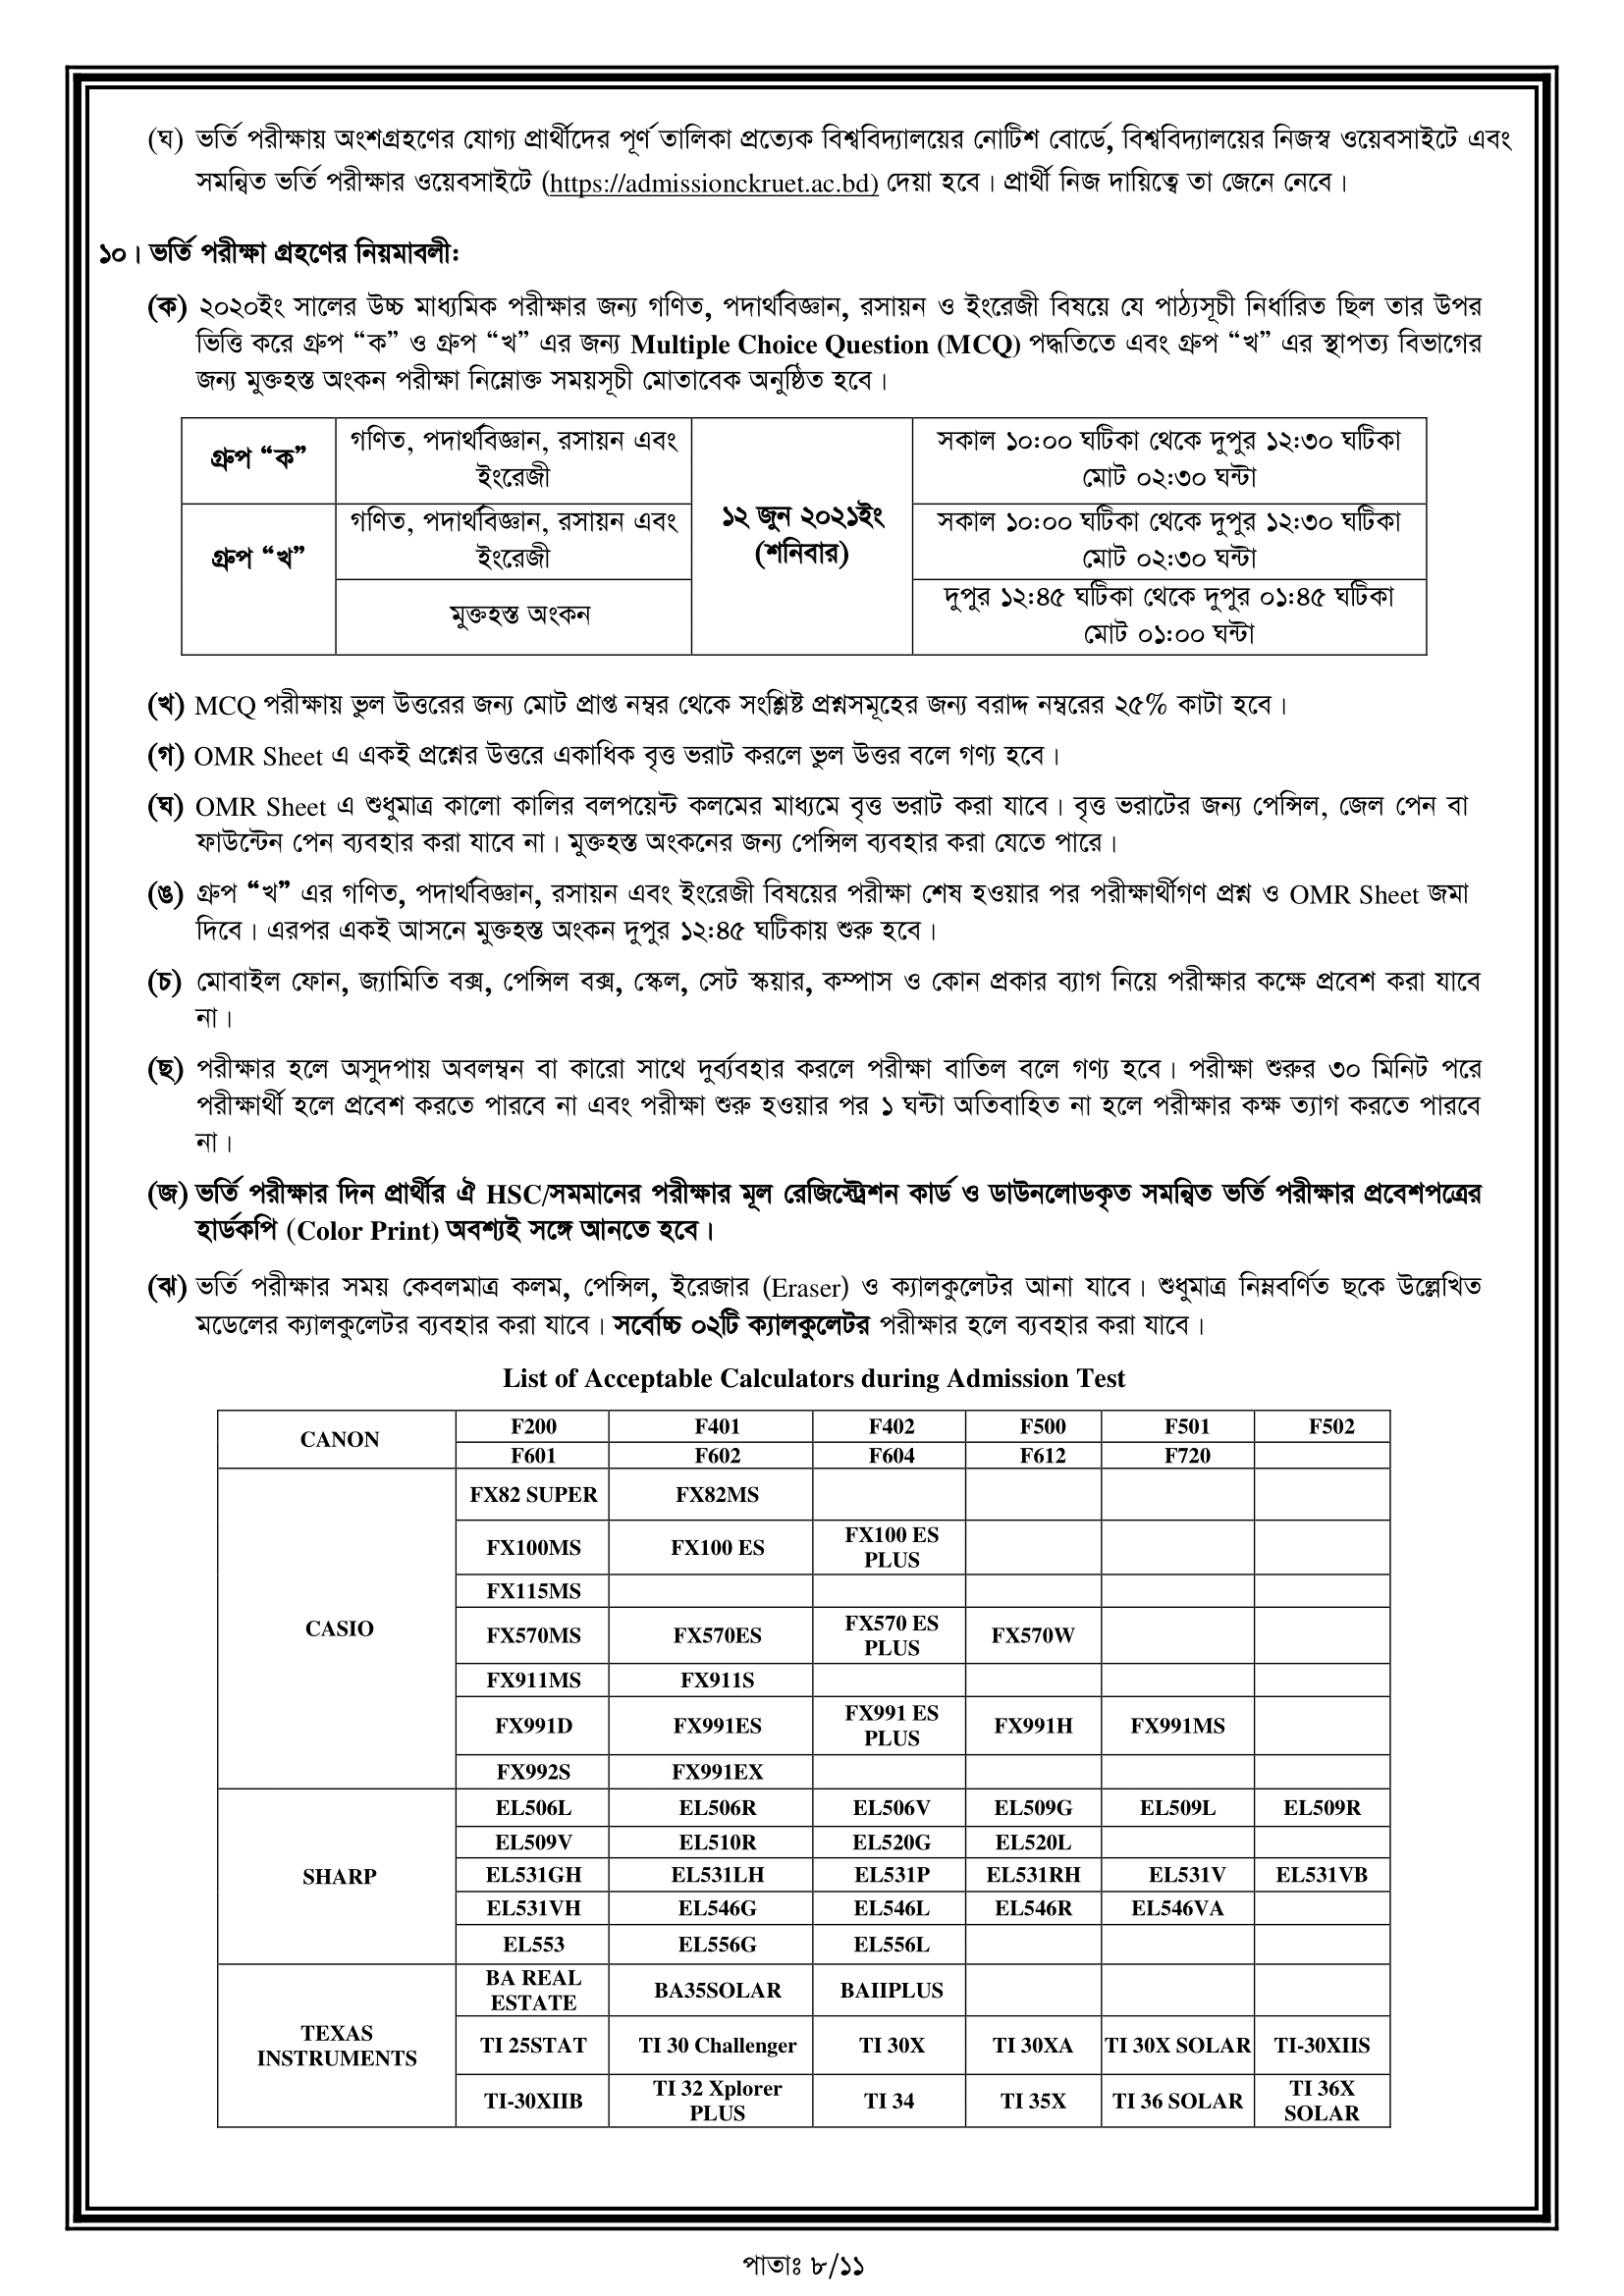 (ঘ) ভর্তি পরীক্ষায় অংশগ্রহণের যোগ্য প্রার্থীদের পূর্ণ তালিকা প্রত্যেক বিশ্ববিদ্যালয়ের নোটিশ বোর্ডে, বিশ্ববিদ্যালয়ের নিজস্ব ওয়েবসাইটে এবং
সমন্বিত ভর্তি পরীক্ষার ওয়েবসাইটে (https://admissionckruet.ac.bd) দেয়া হবে। প্রার্থী নিজ দায়িত্বে তা জেনে নেবে।
১০। ভর্তি পরীক্ষা গ্রহণের নিয়মাবলী:
(ক) ২০২০ইং সালের উচ্চ মাধ্যমিক পরীক্ষার জন্য গণিত, পদার্থবিজ্ঞান, রসায়ন ও ইংরেজী বিষয়ে যে পাঠ্যসূচী নির্ধারিত ছিল তার উপর
ভিত্তি করে গ্রুপ “ক” ও গ্রুপ “খ” এর জন্য Multiple Choice Question (MCQ) পদ্ধতিতে এবং গ্রুপ “খ” এর স্থাপত্য বিভাগের
জন্য মুক্তহস্ত অংকন পরীক্ষা নিম্নোক্ত সময়সূচী মোতাবেক অনুষ্ঠিত হবে।
গ্রুপ “ক”
গণিত, পদার্থবিজ্ঞান, রসায়ন এবং
ইংরেজী
১২ জুন ২০২১ইং
(শনিবার)
সকাল ১০:০০ ঘটিকা থেকে দুপুর ১২:৩০ ঘটিকা
মোট ০২:৩০ ঘন্টা
গ্রুপ “খ”
গণিত, পদার্থবিজ্ঞান, রসায়ন এবং
ইংরেজী
সকাল ১০:০০ ঘটিকা থেকে দুপুর ১২:৩০ ঘটিকা
মোট ০২:৩০ ঘন্টা
মুক্তহস্ত অংকন
দুপুর ১২:৪৫ ঘটিকা থেকে দুপুর ০১:৪৫ ঘটিকা
মোট ০১:০০ ঘন্টা
(খ) MCQ পরীক্ষায় ভুল উত্তরের জন্য মোট প্রাপ্ত নম্বর থেকে সংশ্লিষ্ট প্রশ্নসমূহের জন্য বরাদ্দ নম্বরের ২৫% কাটা হবে।
(গ) OMR Sheet এ একই প্রশ্নের উত্তরে একাধিক বৃত্ত ভরাট করলে ভুল উত্তর বলে গণ্য হবে।
(ঘ) OMR Sheet এ শুধুমাত্র কালো কালির বলপয়েন্ট কলমের মাধ্যমে বৃত্ত ভরাট করা যাবে। বৃত্ত ভরাটের জন্য পেন্সিল, জেল পেন বা
ফাউন্টেন পেন ব্যবহার করা যাবে না। মুক্তহস্ত অংকনের জন্য পেন্সিল ব্যবহার করা যেতে পারে।
(ঙ) গ্রুপ “খ” এর গণিত, পদার্থবিজ্ঞান, রসায়ন এবং ইংরেজী বিষয়ের পরীক্ষা শেষ হওয়ার পর পরীক্ষার্থীগণ প্রশ্ন ও OMR Sheet জমা
দিবে। এরপর একই আসনে মুক্তহস্ত অংকন দুপুর ১২:৪৫ ঘটিকায় শুরু হবে।
(চ) মোবাইল ফোন, জ্যামিতি বক্স, পেন্সিল বক্স, স্কেল, সেট স্কয়ার, কম্পাস ও কোন প্রকার ব্যাগ নিয়ে পরীক্ষার কক্ষে প্রবেশ করা যাবে
না।
(ছ) পরীক্ষার হলে অসুদপায় অবলম্বন বা কারো সাথে দুর্ব্যবহার করলে পরীক্ষা বাতিল বলে গণ্য হবে। পরীক্ষা শুরুর ৩০ মিনিট পরে
পরীক্ষার্থী হলে প্রবেশ করতে পারবে না এবং পরীক্ষা শুরু হওয়ার পর ১ ঘন্টা অতিবাহিত না হলে পরীক্ষার কক্ষ ত্যাগ করতে পারবে
না।
(জ) ভর্তি পরীক্ষার দিন প্রার্থীর ঐ HSC/সমমানের পরীক্ষার মূল রেজিস্ট্রেশন কার্ড ও ডাউনলোডকৃত সমন্বিত ভর্তি পরীক্ষার প্রবেশপত্রের
হার্ডকপি (Color Print) অবশ্যই সঙ্গে আনতে হবে।
(ঝ) ভর্তি পরীক্ষার সময় কেবলমাত্র কলম, পেন্সিল, ইরেজার (Eraser) ও ক্যালকুলেটর আনা যাবে। শুধুমাত্র নিম্নবর্ণিত ছকে উল্লেখিত
মডেলের ক্যালকুলেটর ব্যবহার করা যাবে। সর্বোচ্চ ০২টি ক্যালকুলেটর পরীক্ষার হলে ব্যবহার করা যাবে।
List of Acceptable Calculators during Admission Test
CANON
F200 F401 F402 F500 F501 F502
F601 F602 F604 F612 F720
CASIO
FX82 SUPER FX82MS
FX100MS FX100 ES FX100 ES
PLUS
FX115MS
FX570MS FX570ES FX570 ES
PLUS FX570W
FX911MS FX911S
FX991D FX991ES FX991 ES
PLUS FX991H FX991MS
FX992S FX991EX
SHARP
EL506L EL506R EL506V EL509G EL509L EL509R
EL509V EL510R EL520G EL520L
EL531GH EL531LH EL531P EL531RH EL531V EL531VB
EL531VH EL546G EL546L EL546R EL546VA
EL553 EL556G EL556L
TEXAS
INSTRUMENTS
BA REAL
ESTATE BA35SOLAR BAIIPLUS
TI 25STAT TI 30 Challenger TI 30X TI 30XA TI 30X SOLAR TI-30XIIS
TI-30XIIB TI 32 Xplorer
PLUS TI 34 TI 35X TI 36 SOLAR TI 36X
SOLAR
পাতাঃ ৮/১১